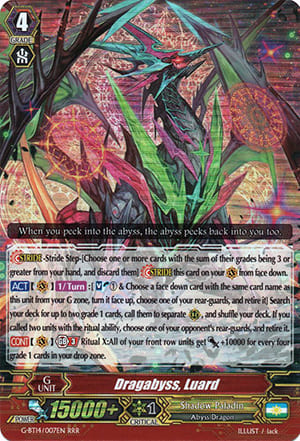 4
GRADE
When you peek into the abyss, the abyss peeks back into you too.
STRIDE -Stride Step-[Choose one or more cards with the sum of their grades being 3 or
greater from your hand, and discard them] STRIDE this card on your (V) from face down.
ACT (V) 1/Turn : [ (1) & Choose a face down card with the same card name as
this unit from your G zone, turn it face up, choose one of your rear-guards, and retire it] Search
your deck for up to two grade 1 cards, call them to separate (R), and shuffle your deck. If you
called two units with the ritality ability, choose one of your opponent's rear-guards, and retire it.
CONT (V) GB 3 : Ritual X:All of your front row units get +10000 for every four
grade 1 cards in your drop zone.
G
UNIT
Dragabyss, Luard
POWER
15000+
1
CRITICAL
Shadow Paladin
Abyss Dragon
G-BT14/007EN RRR
ILLUST / lack